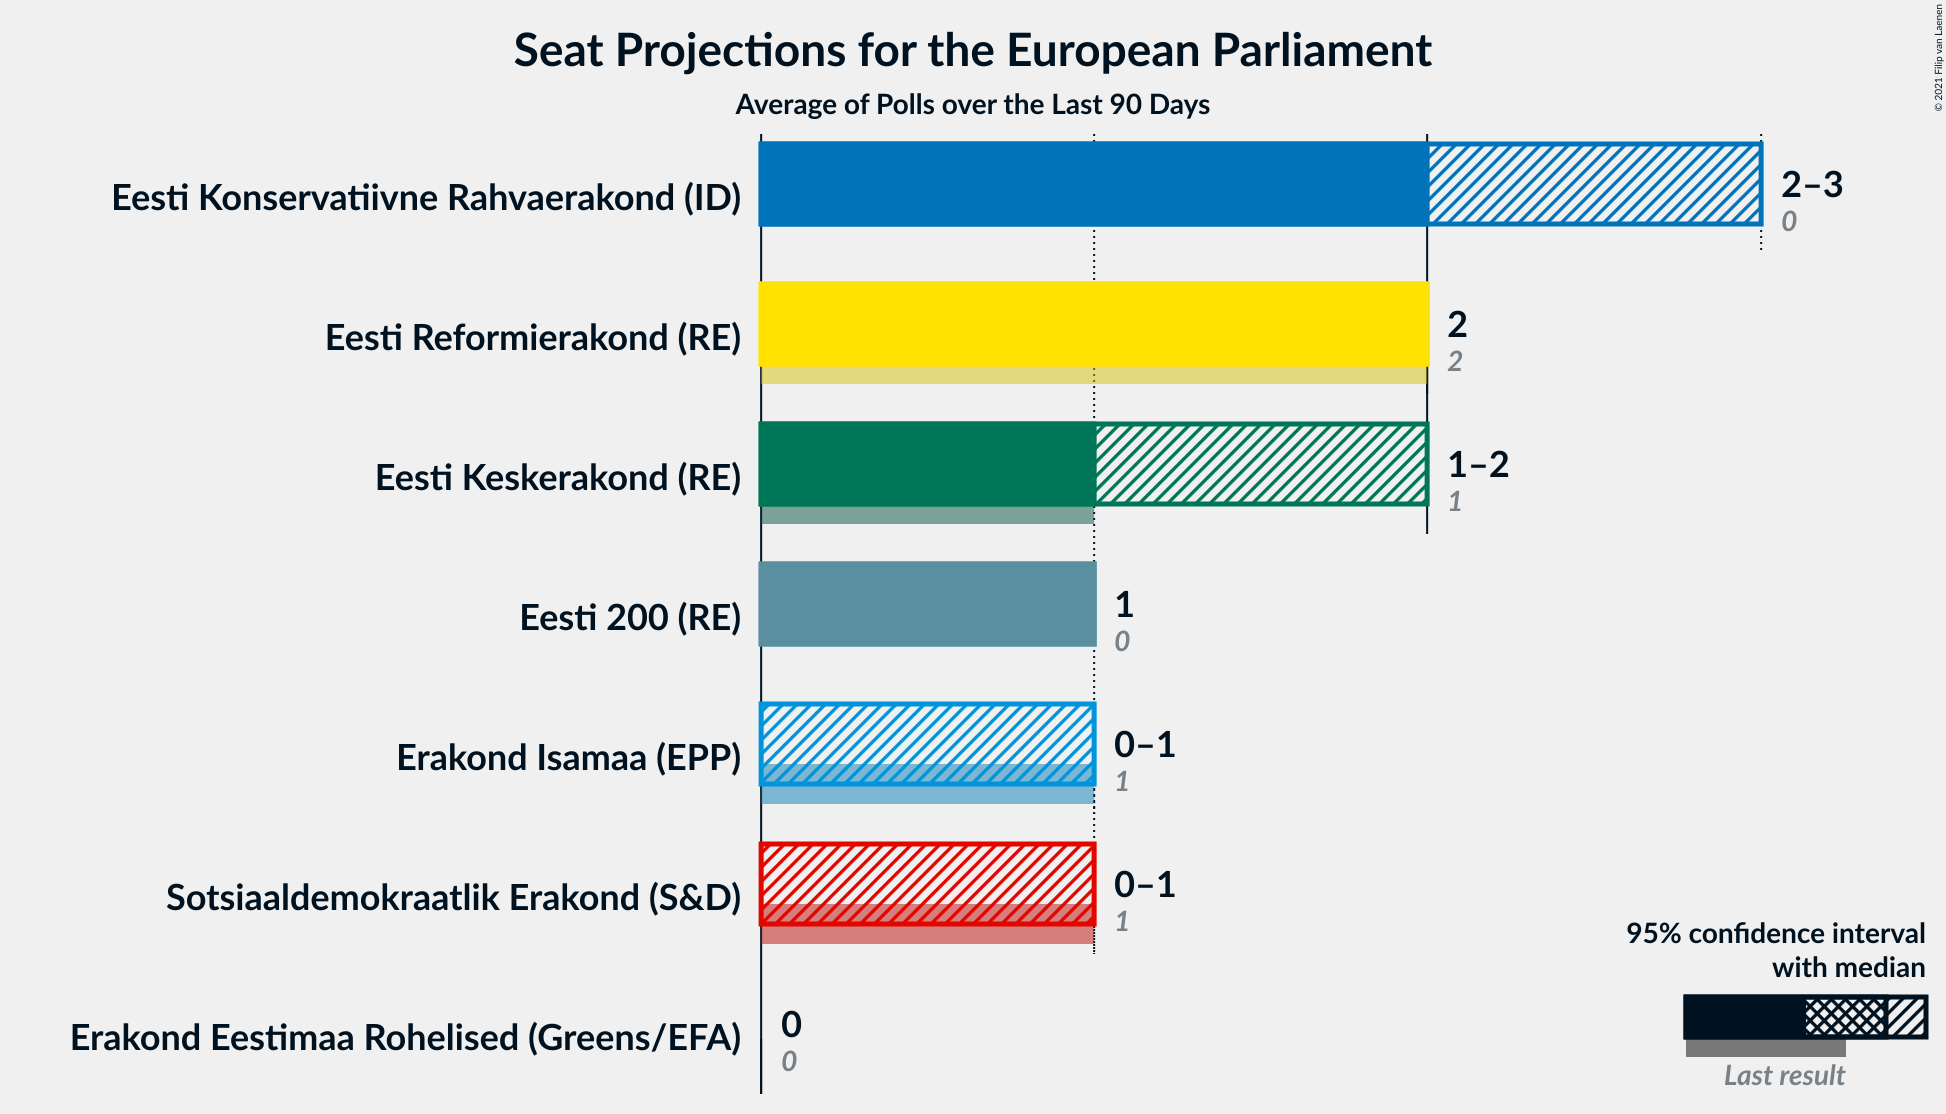 Seat Projections for the European Parliament
Average of Polls over the Last 90 Days
© 2021 Filip van Laenen
Eesti Konservatiivne Rahvaerakond (ID)
2–3
0
Eesti Reformierakond (RE)
2
2
Eesti Keskerakond (RE)
1–2
1
Eesti 200 (RE)
1
0
Erakond Isamaa (EPP)
0–1
1
Sotsiaaldemokraatlik Erakond (S&D)
0–1
1
Erakond Eestimaa Rohelised (Greens/EFA)
0
0
95% confidence interval
with median
Last result